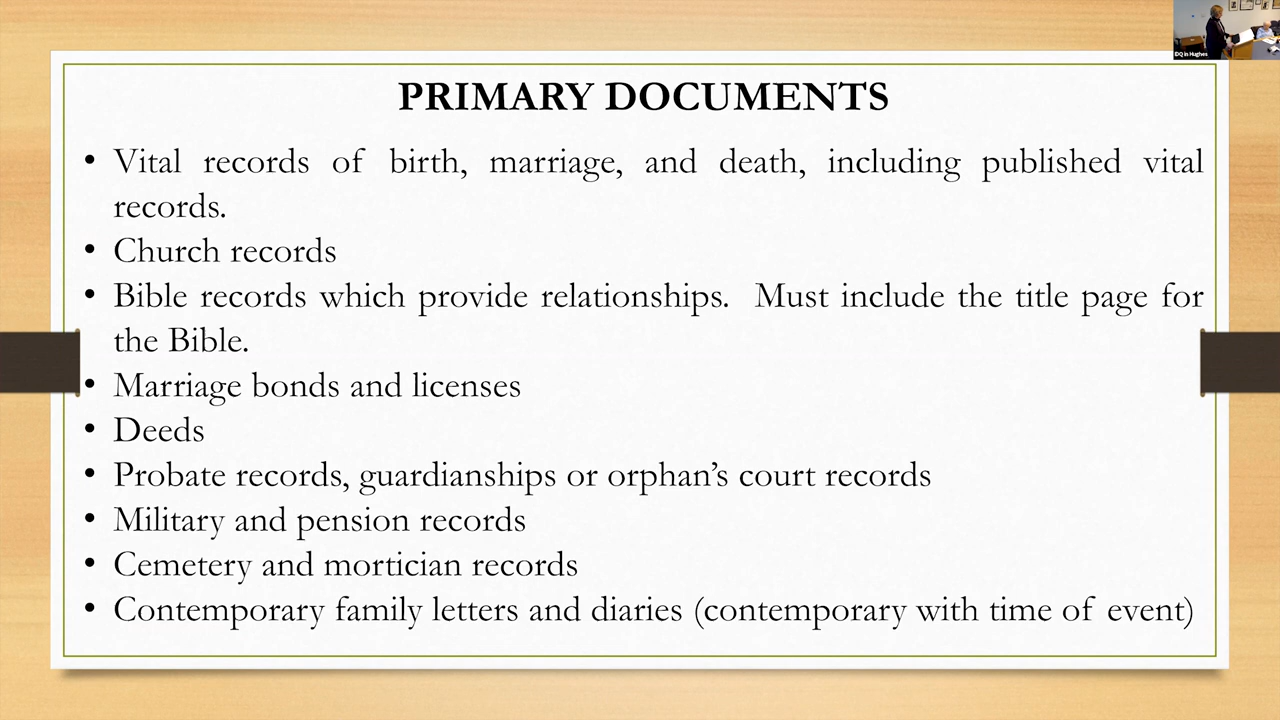 IDQ in Hughes
PRIMARY DOCUMENTS
• Vital records of birth, marriage, and death, including published vital
records.
• Church records
• Bible records which provide relationships. Must include the title page for
the Bible.
• Marriage bonds and licenses
• Deeds
• Probate records, guardianships or orphan’s court records
• Military and pension records
• Cemetery and mortician records
• Contemporary family letters and diaries (contemporary with time of event)